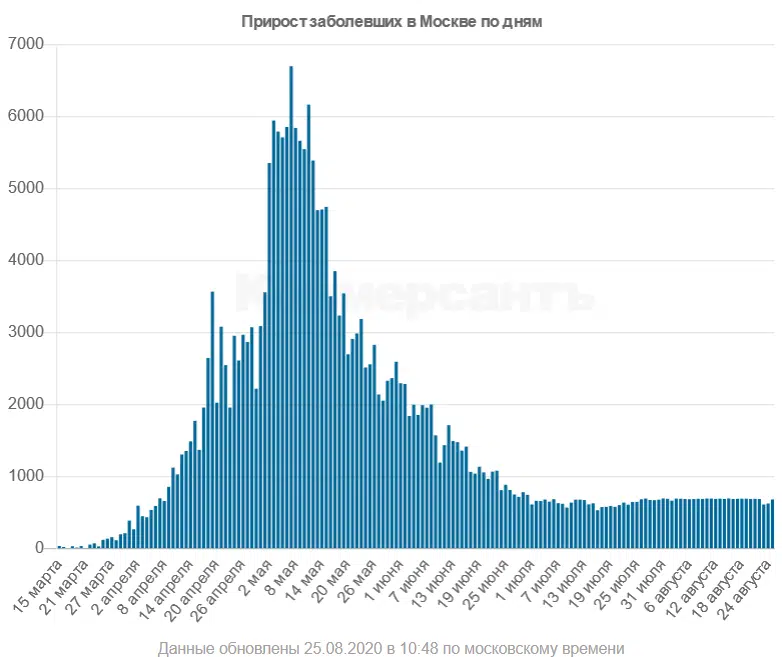 Прирост заболевших в Москве по дням
7000
6000
5000
4000
3000
2000
1000
0
15 марта
21 марта
27 марта
2 апреля
8 апреля
14 апреля
20 апреля
26 апреля
2 мая
8 мая
14 мая
20 мая
26 мая
1 июня
7 июня
13 июня
19 июня
25 июня
1 июля
7 июля
13 июля
19 июля
25 июля
31 июля
6 августа
12 августа
18 августа
24 августа
Коммерсантъ
Данные обновлены 25.08.2020 в 10:48 по московскому времени